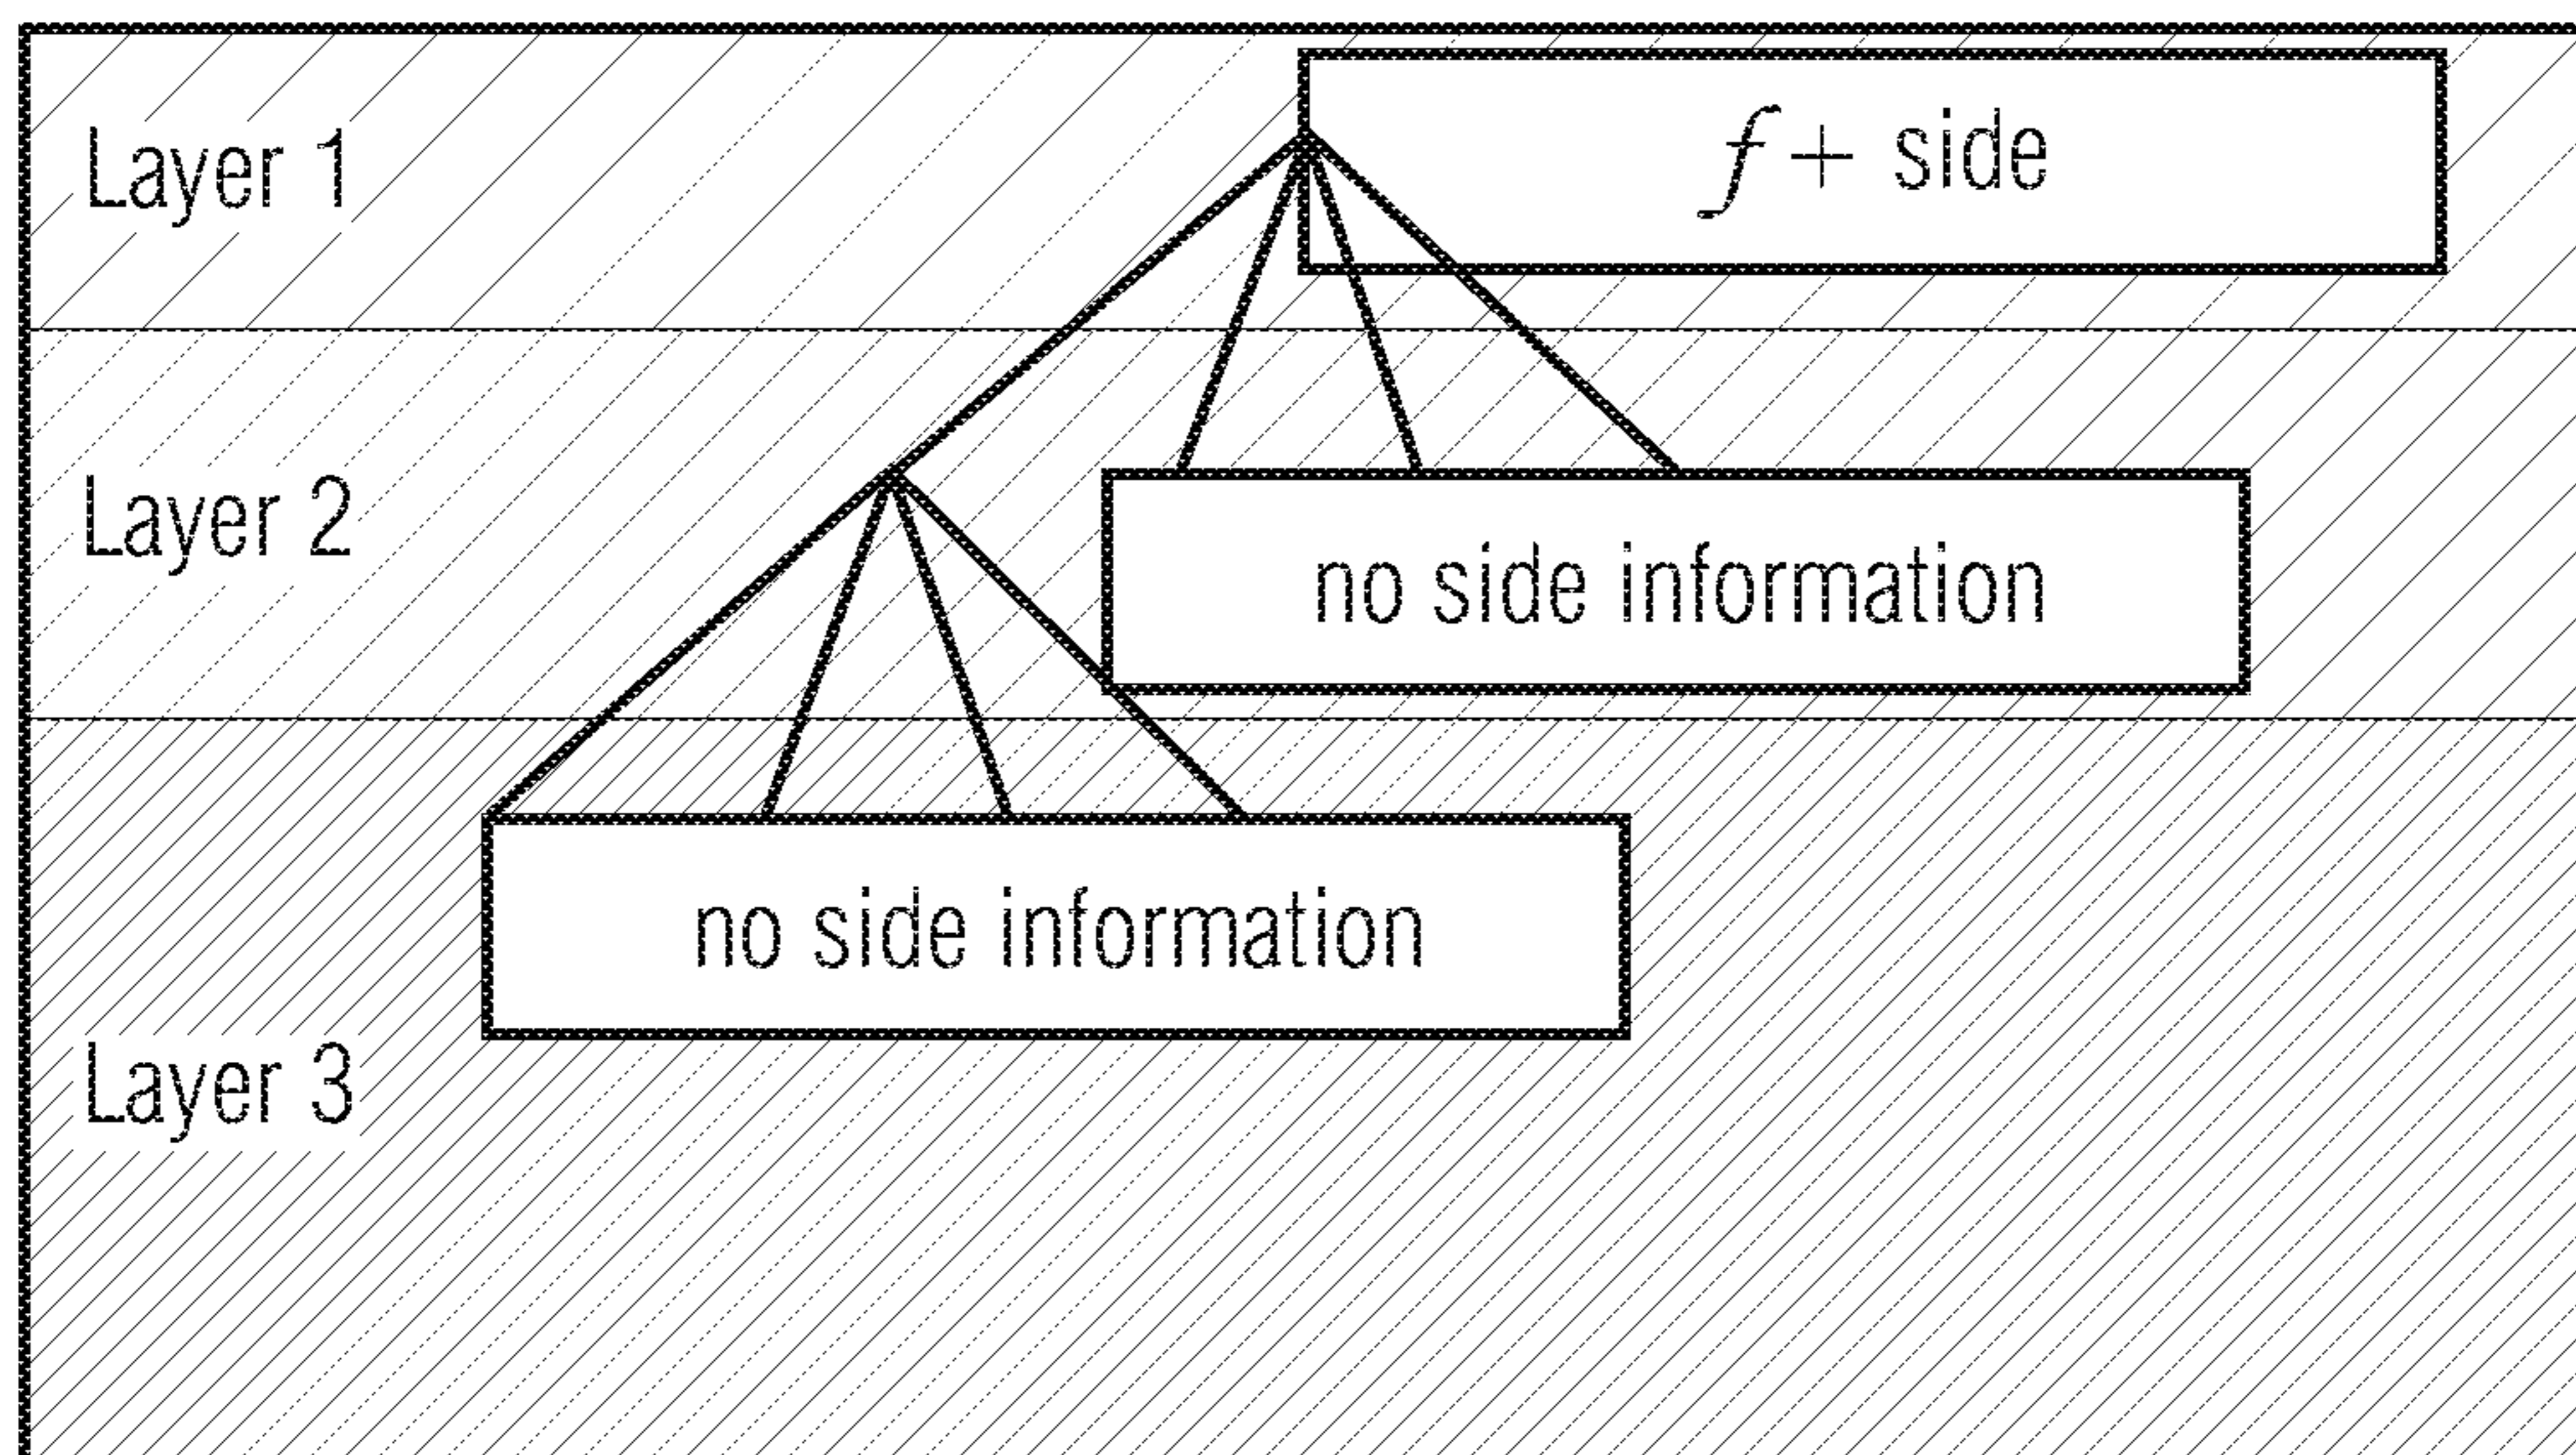 Layer 1
f + side
Layer 2
no side information
no side information
Layer 3